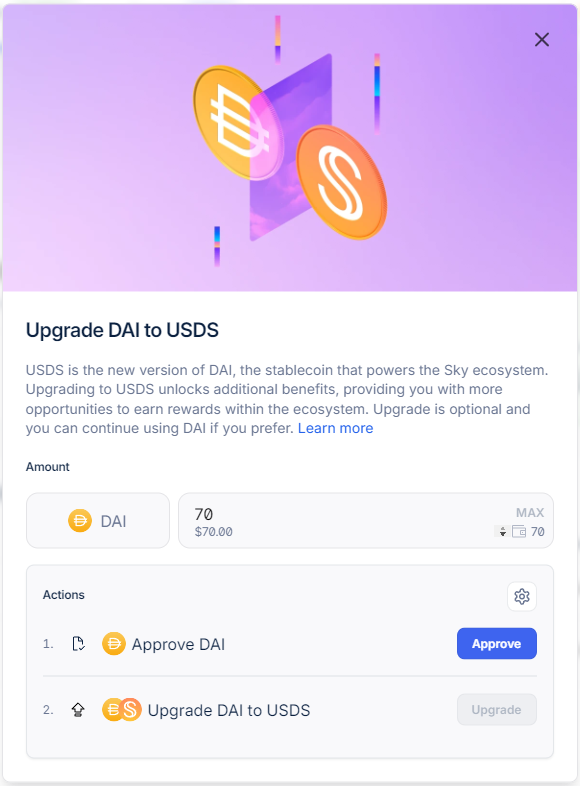 Upgrade DAI to USDS
USDS is the new version of DAI, the stablecoin that powers the Sky ecosystem.
Upgrading to USDS unlocks additional benefits, providing you with more
opportunities to earn rewards within the ecosystem. Upgrade is optional and
you can continue using DAI if you prefer. Learn more
Amount
DAI
70
MAX
$70.00
70
Actions
1. Approve DAI
Approve
2. Upgrade DAI to USDS
Upgrade